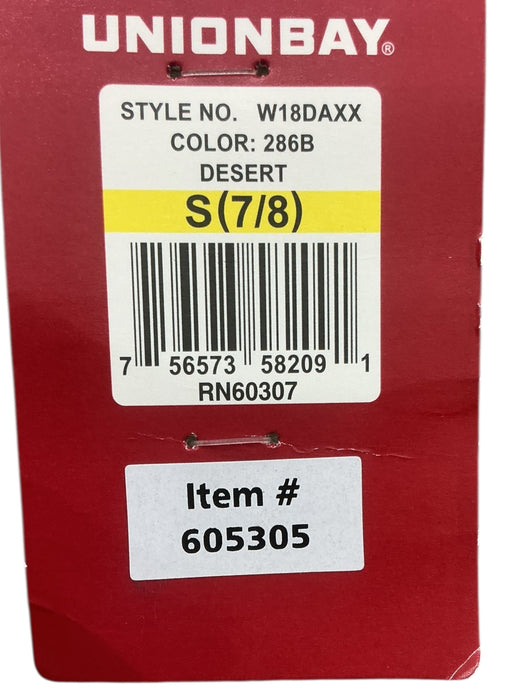 UNIONBAY®
STYLE NO. W18DAXX
COLOR: 286B
DESERT
S(7/8)
7 56573 58209 1
RN60307
Item #
605305